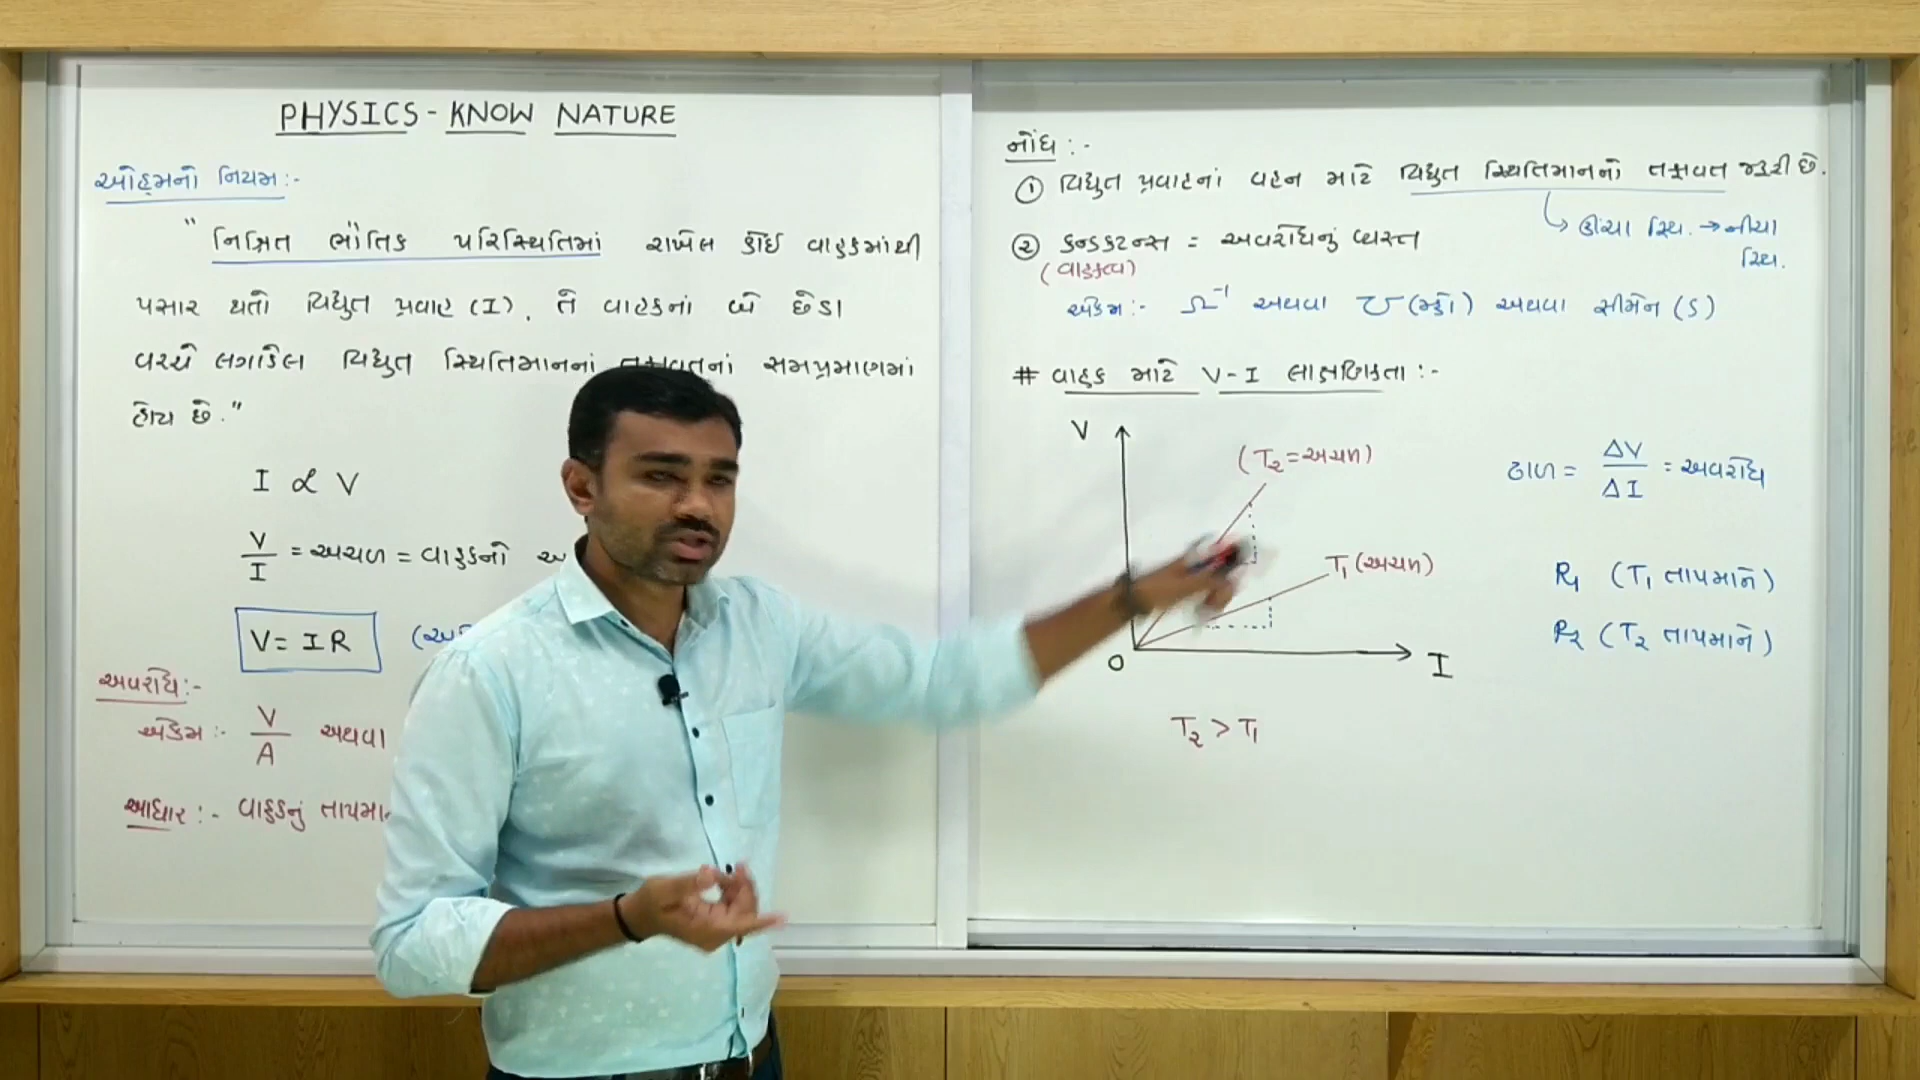 PHYSICS - KNOW NATURE
ઓહ્મનો નિયમ :-
" નિશ્ચિત ભૌતિક પરિસ્થિતિમાં રાખેલ કોઈ વાહકમાંથી
પસાર થતો વિદ્યુત પ્રવાહ (I), તે વાહકનાં બે છેડા
વચ્ચે લગાડેલ વિદ્યુત સ્થિતિમાનનાં તફાવતનાં સમપ્રમાણમાં
હોય છે."
I ∝ V
V/I = અચળ = વાહકનો અ
V = IR
અવરોધ :-
એકમ :- V/A અથવા
આધાર :- વાહકનું તાપમાન
નોંધ :-
① વિદ્યુત પ્રવાહનાં વહન માટે વિદ્યુત સ્થિતિમાનનો તફાવત જરૂરી છે.
ઊંચા સ્થિ. → નીચા
સ્થિ.
② કન્ડક્ટન્સ = અવરોધનું વ્યસ્ત
(વાહકત્વ)
એકમ :- Ω⁻¹ અથવા ℧ (મ્હો) અથવા સીમેન (S)
# વાહક માટે V-I લાક્ષણિકતા :-
V
(T₂ = અચળ)
T₁ (અચળ)
O
I
T₂ > T₁
ઢાળ = ΔV/ΔI = અવરોધ
R₁ (T₁ તાપમાને)
R₂ (T₂ તાપમાને)